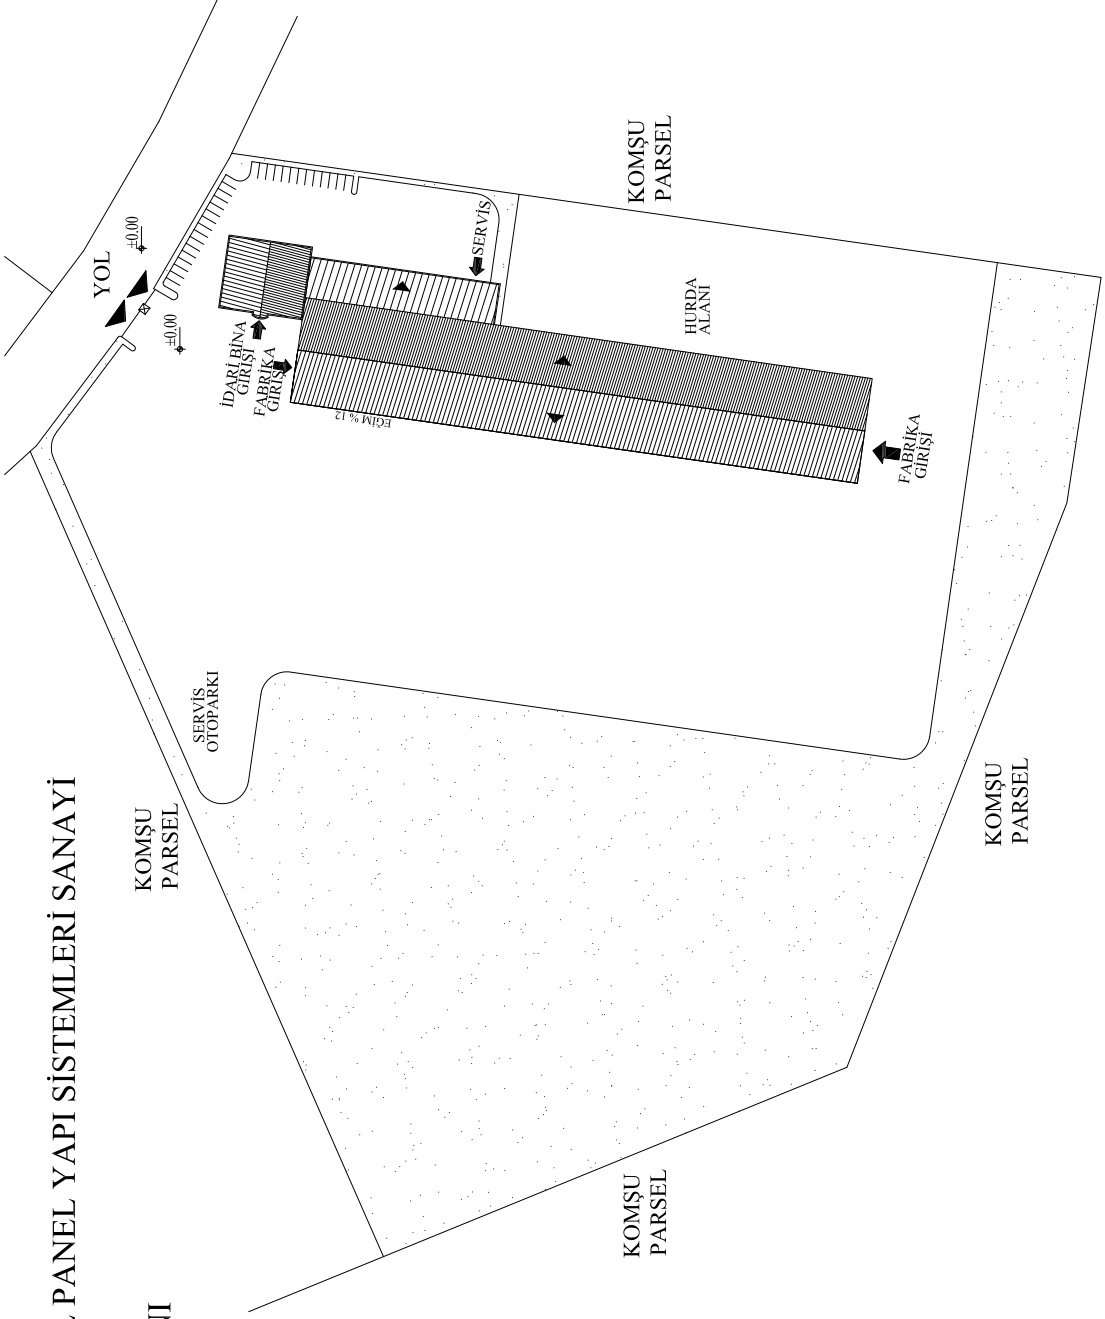 PANEL YAPI SİSTEMLERİ SANAYİ
YOL
±0.00
±0.00
KOMŞU
PARSEL
SERVİS
İDARİ BİNA
GİRİŞİ
FABRİKA
GİRİŞİ
EĞİM % 12
HURDA
ALANI
FABRİKA
GİRİŞİ
SERVİS
OTOPARKI
KOMŞU
PARSEL
KOMŞU
PARSEL
KOMŞU
PARSEL